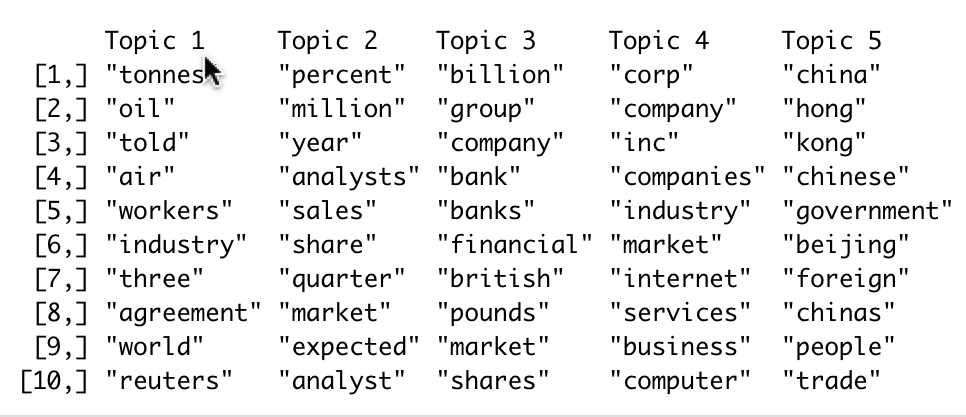 Topic 1 Topic 2 Topic 3 Topic 4 Topic 5
[1,] "tonnes" "percent" "billion" "corp" "china"
[2,] "oil" "million" "group" "company" "hong"
[3,] "told" "year" "company" "inc" "kong"
[4,] "air" "analysts" "bank" "companies" "chinese"
[5,] "workers" "sales" "banks" "industry" "government"
[6,] "industry" "share" "financial" "market" "beijing"
[7,] "three" "quarter" "british" "internet" "foreign"
[8,] "agreement" "market" "pounds" "services" "chinas"
[9,] "world" "expected" "market" "business" "people"
[10,] "reuters" "analyst" "shares" "computer" "trade"